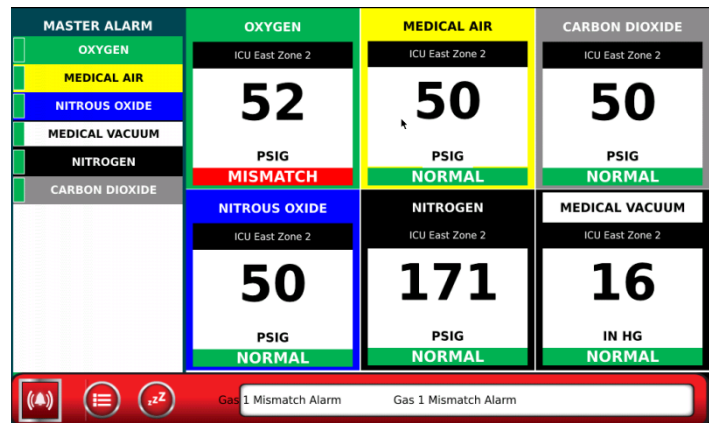 MASTER ALARM
OXYGEN
MEDICAL AIR
NITROUS OXIDE
MEDICAL VACUUM
NITROGEN
CARBON DIOXIDE
OXYGEN
ICU East Zone 2
52
PSIG
MISMATCH
MEDICAL AIR
ICU East Zone 2
50
PSIG
NORMAL
CARBON DIOXIDE
ICU East Zone 2
50
PSIG
NORMAL
NITROUS OXIDE
ICU East Zone 2
50
PSIG
NORMAL
NITROGEN
ICU East Zone 2
171
PSIG
NORMAL
MEDICAL VACUUM
ICU East Zone 2
16
IN HG
NORMAL
zzZ
Gas 1 Mismatch Alarm Gas 1 Mismatch Alarm